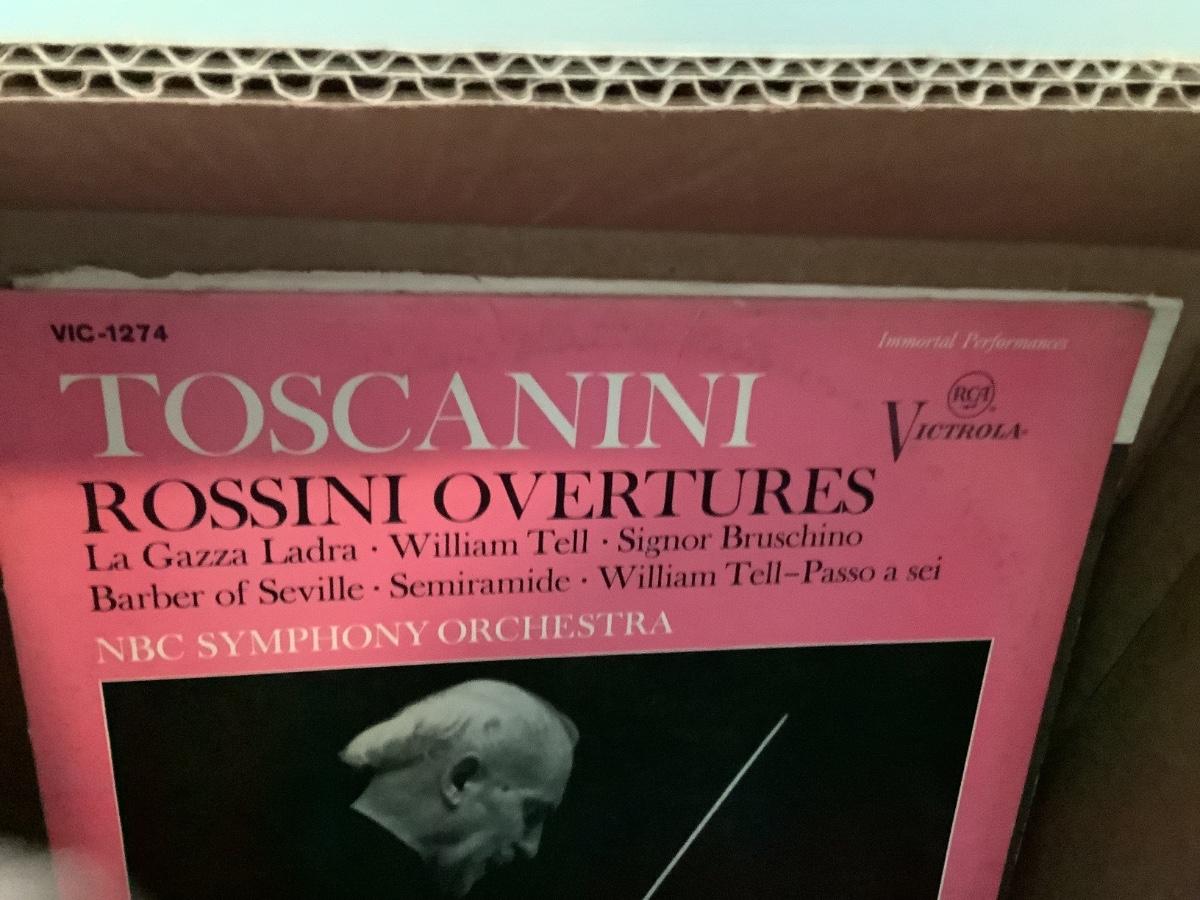 VIC-1274
Immortal Performances
TOSCANINI
RCA
VICTROLA
ROSSINI OVERTURES
La Gazza Ladra · William Tell · Signor Bruschino
Barber of Seville · Semiramide · William Tell–Passo a sei
NBC SYMPHONY ORCHESTRA